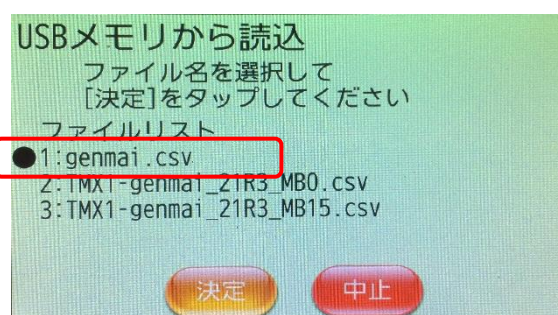 USBメモリから読込
ファイル名を選択して
[決定]をタップしてください
ファイルリスト
●1:genmai.csv
2:TMX1-genmai_21R3_MB0.csv
3:TMX1-genmai_21R3_MB15.csv
決定
中止